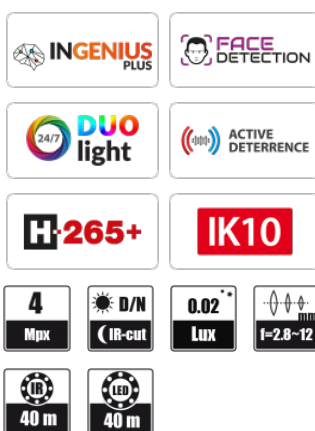 INGENIUS
PLUS
FACE
DETECTION
24/7
DUO
light
ACTIVE
DETERRENCE
H·265+
IK10
4
Mpx
D/N
IR-cut
0.02
Lux
mm
f=2.8~12
IR
40 m
LED
40 m